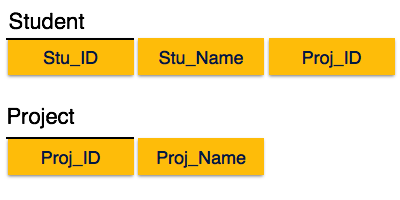 Student
Stu_ID Stu_Name Proj_ID
Project
Proj_ID Proj_Name